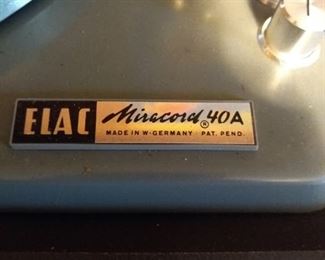 ELAC Miracord® 40A
MADE IN W-GERMANY · PAT. PEND.